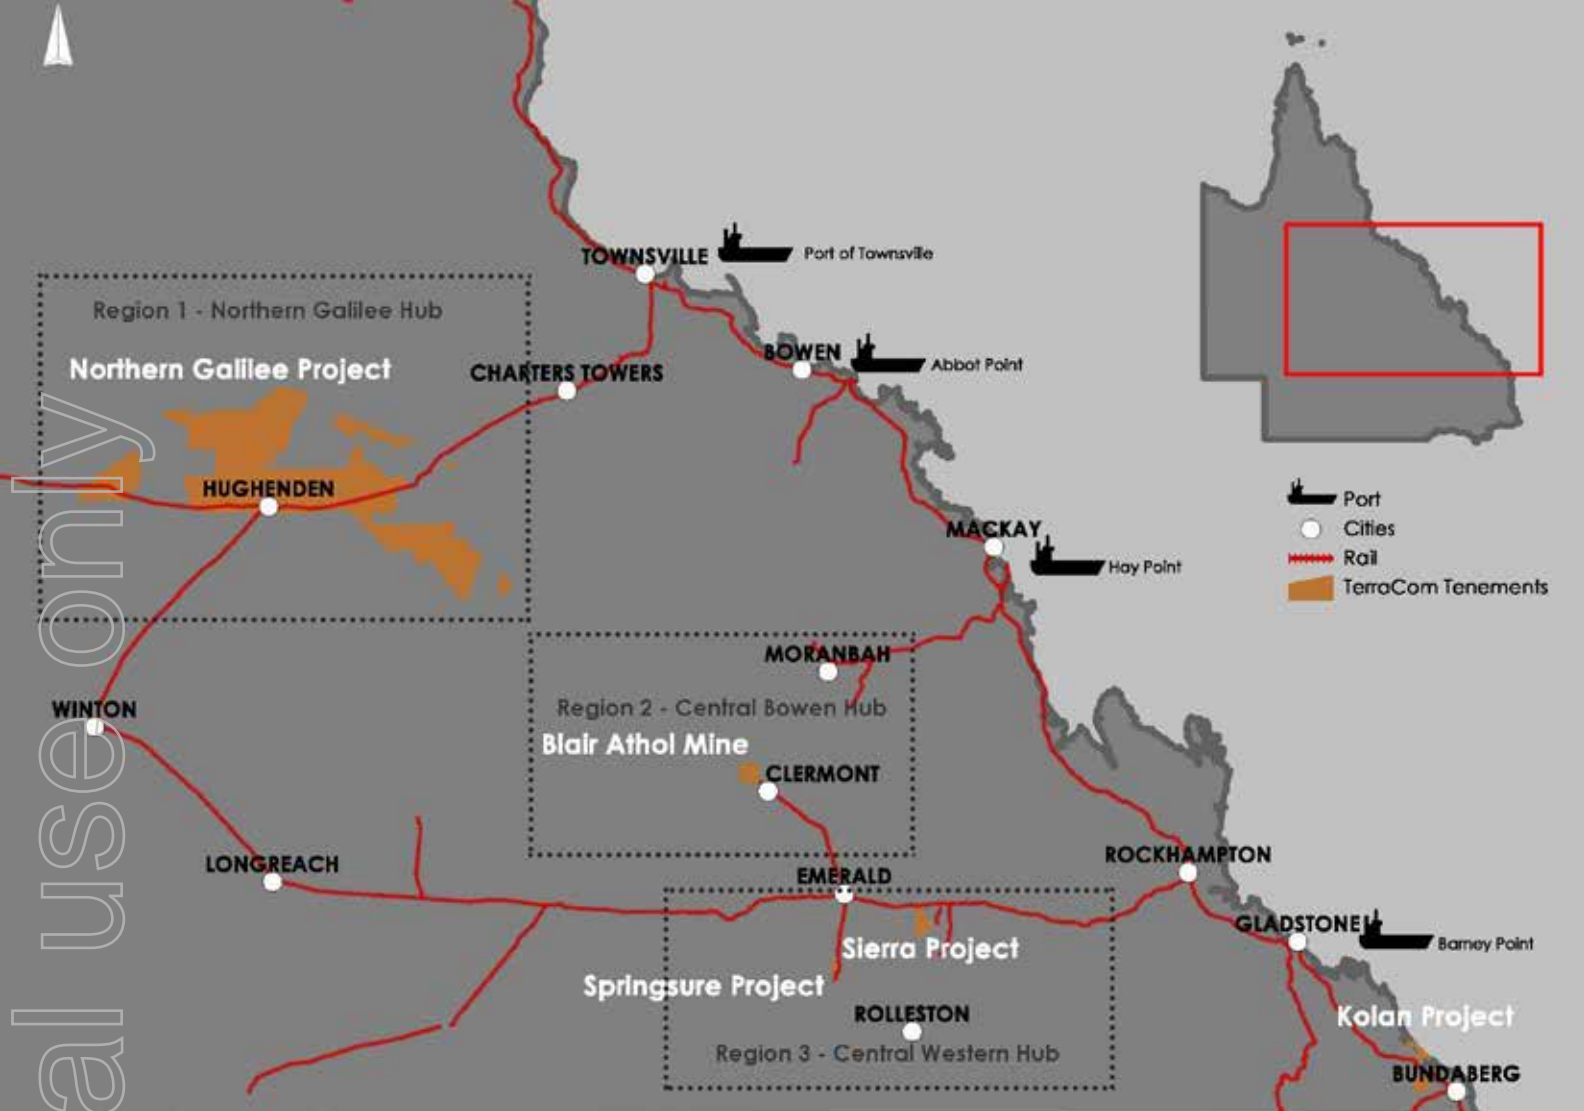 TOWNSVILLE
Port of Townsville
Region 1 - Northern Galilee Hub
Northern Galilee Project
CHARTERS TOWERS
BOWEN
Abbot Point
HUGHENDEN
MACKAY
Hay Point
Port
Cities
Rail
TerraCom Tenements
MORANBAH
WINTON
Region 2 - Central Bowen Hub
Blair Athol Mine
CLERMONT
LONGREACH
EMERALD
ROCKHAMPTON
GLADSTONE
Barney Point
Sierra Project
Springsure Project
ROLLESTON
Region 3 - Central Western Hub
Kolan Project
BUNDABERG
al use only